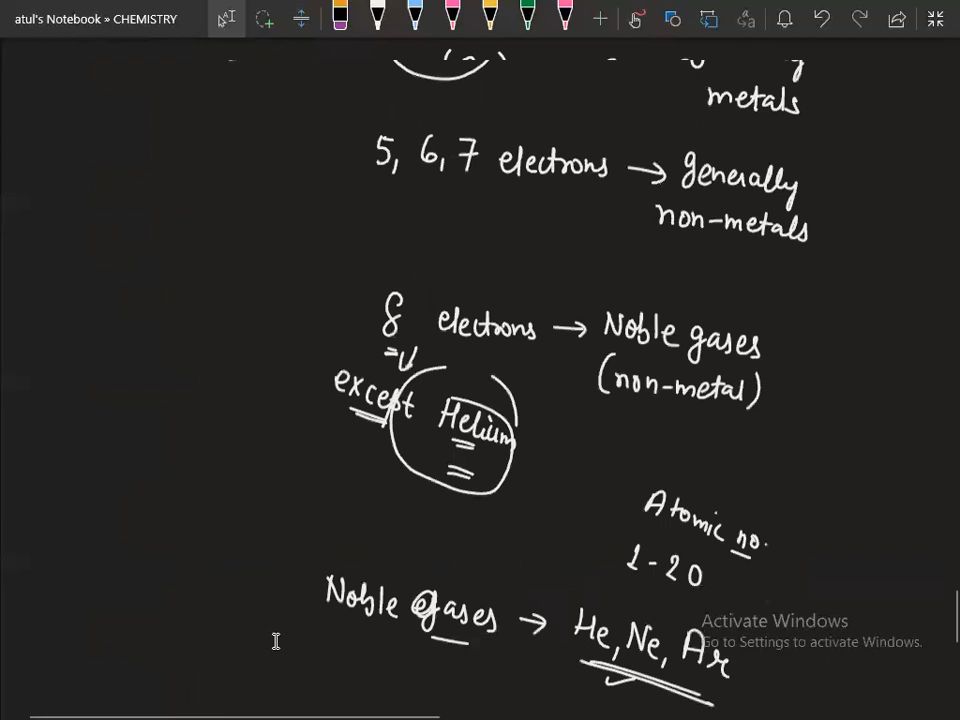 atul's Notebook » CHEMISTRY
metals
5, 6, 7 electrons → generally
non-metals
8 electrons → Noble gases
(non-metal)
except Helium
Atomic no.
1-20
Noble gases → He, Ne, Ar
Activate Windows
Go to Settings to activate Windows.